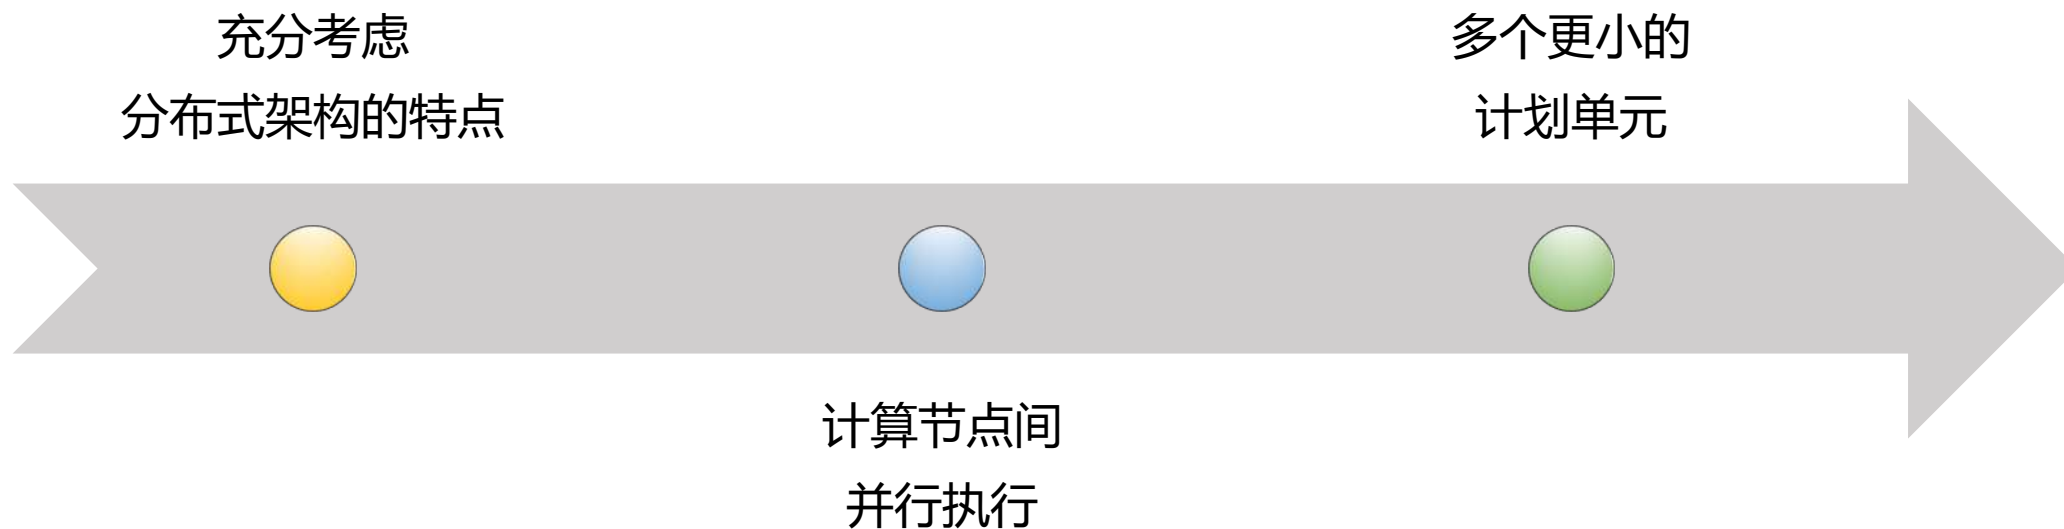 充分考虑
分布式架构的特点
计算节点间
并行执行
多个更小的
计划单元